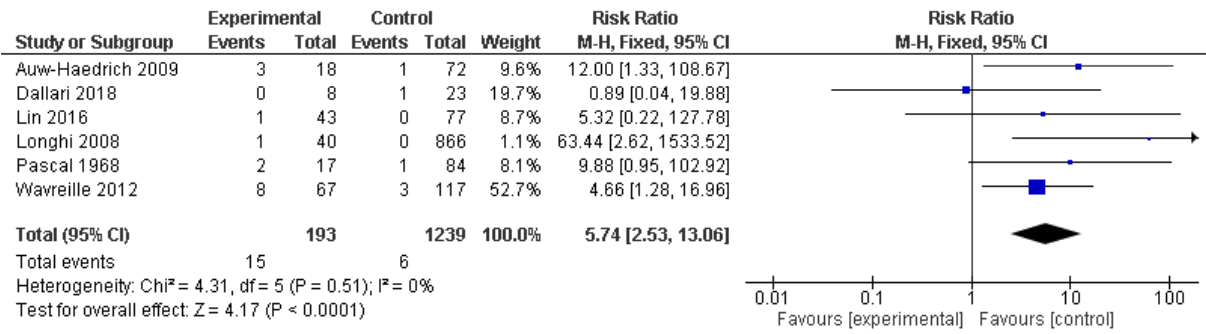 Experimental Control Risk Ratio Risk Ratio
Study or Subgroup Events Total Events Total Weight M-H, Fixed, 95% CI M-H, Fixed, 95% CI
Auw-Haedrich 2009 3 18 1 72 9.6% 12.00 [1.33, 108.67]
Dallari 2018 0 8 1 23 19.7% 0.89 [0.04, 19.88]
Lin 2016 1 43 0 77 8.7% 5.32 [0.22, 127.78]
Longhi 2008 1 40 0 866 1.1% 63.44 [2.62, 1533.52]
Pascal 1968 2 17 1 84 8.1% 9.88 [0.95, 102.92]
Wavreille 2012 8 67 3 117 52.7% 4.66 [1.28, 16.96]
Total (95% CI) 193 1239 100.0% 5.74 [2.53, 13.06]
Total events 15 6
Heterogeneity: Chi² = 4.31, df = 5 (P = 0.51); I² = 0%
Test for overall effect: Z = 4.17 (P < 0.0001)
0.01 0.1 1 10 100
Favours [experimental] Favours [control]